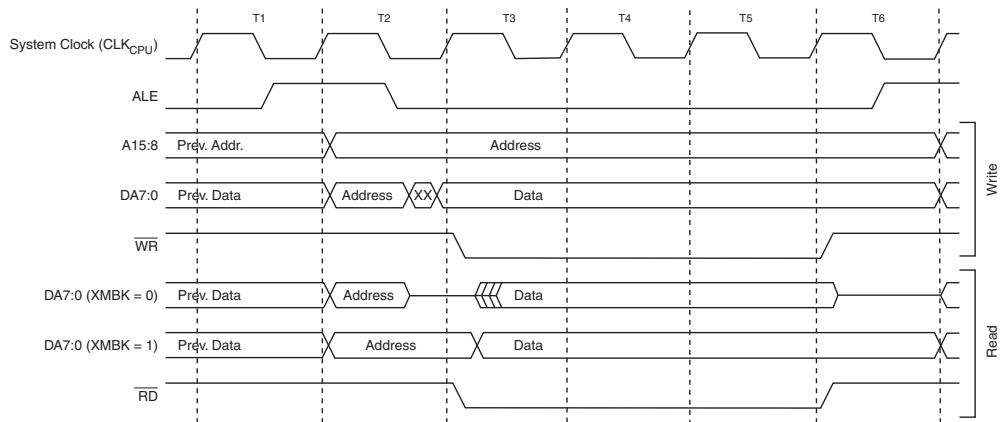 T1 T2 T3 T4 T5 T6
System Clock (CLKCPU)
ALE
A15:8 Prev. Addr. Address
DA7:0 Prev. Data Address XX Data
WR
Write
DA7:0 (XMBK = 0) Prev. Data Address Data
DA7:0 (XMBK = 1) Prev. Data Address Data
RD
Read